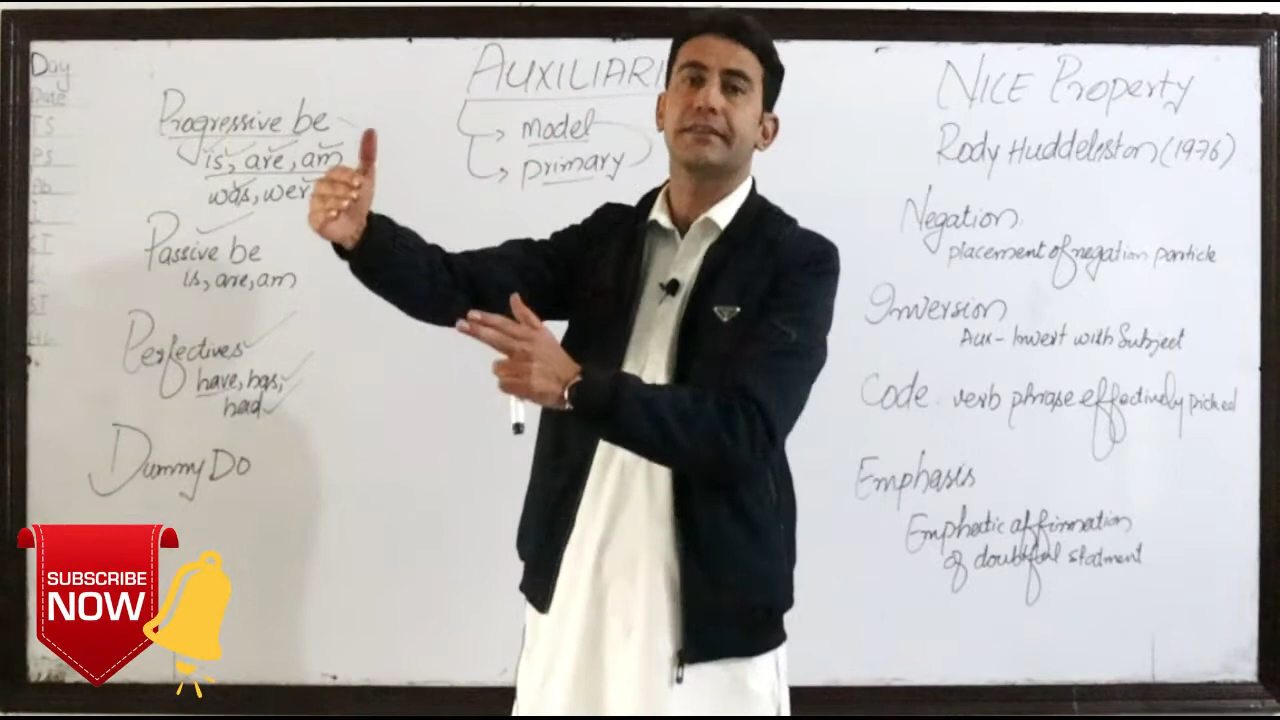 Day
Date
AUXILIARI
model
primary
Progressive be
is, are, am
was, wer
Passive be
is, are, am
Perfectives
have, has,
had
Dummy Do
NICE Property
Rody Huddelston (1976)
Negation
placement of negation particle
Inversion
Aux - Invert with Subject
Code. verb phrase effectively picked
Emphasis
Emphatic affirmation
of doubtful statment
SUBSCRIBE
NOW